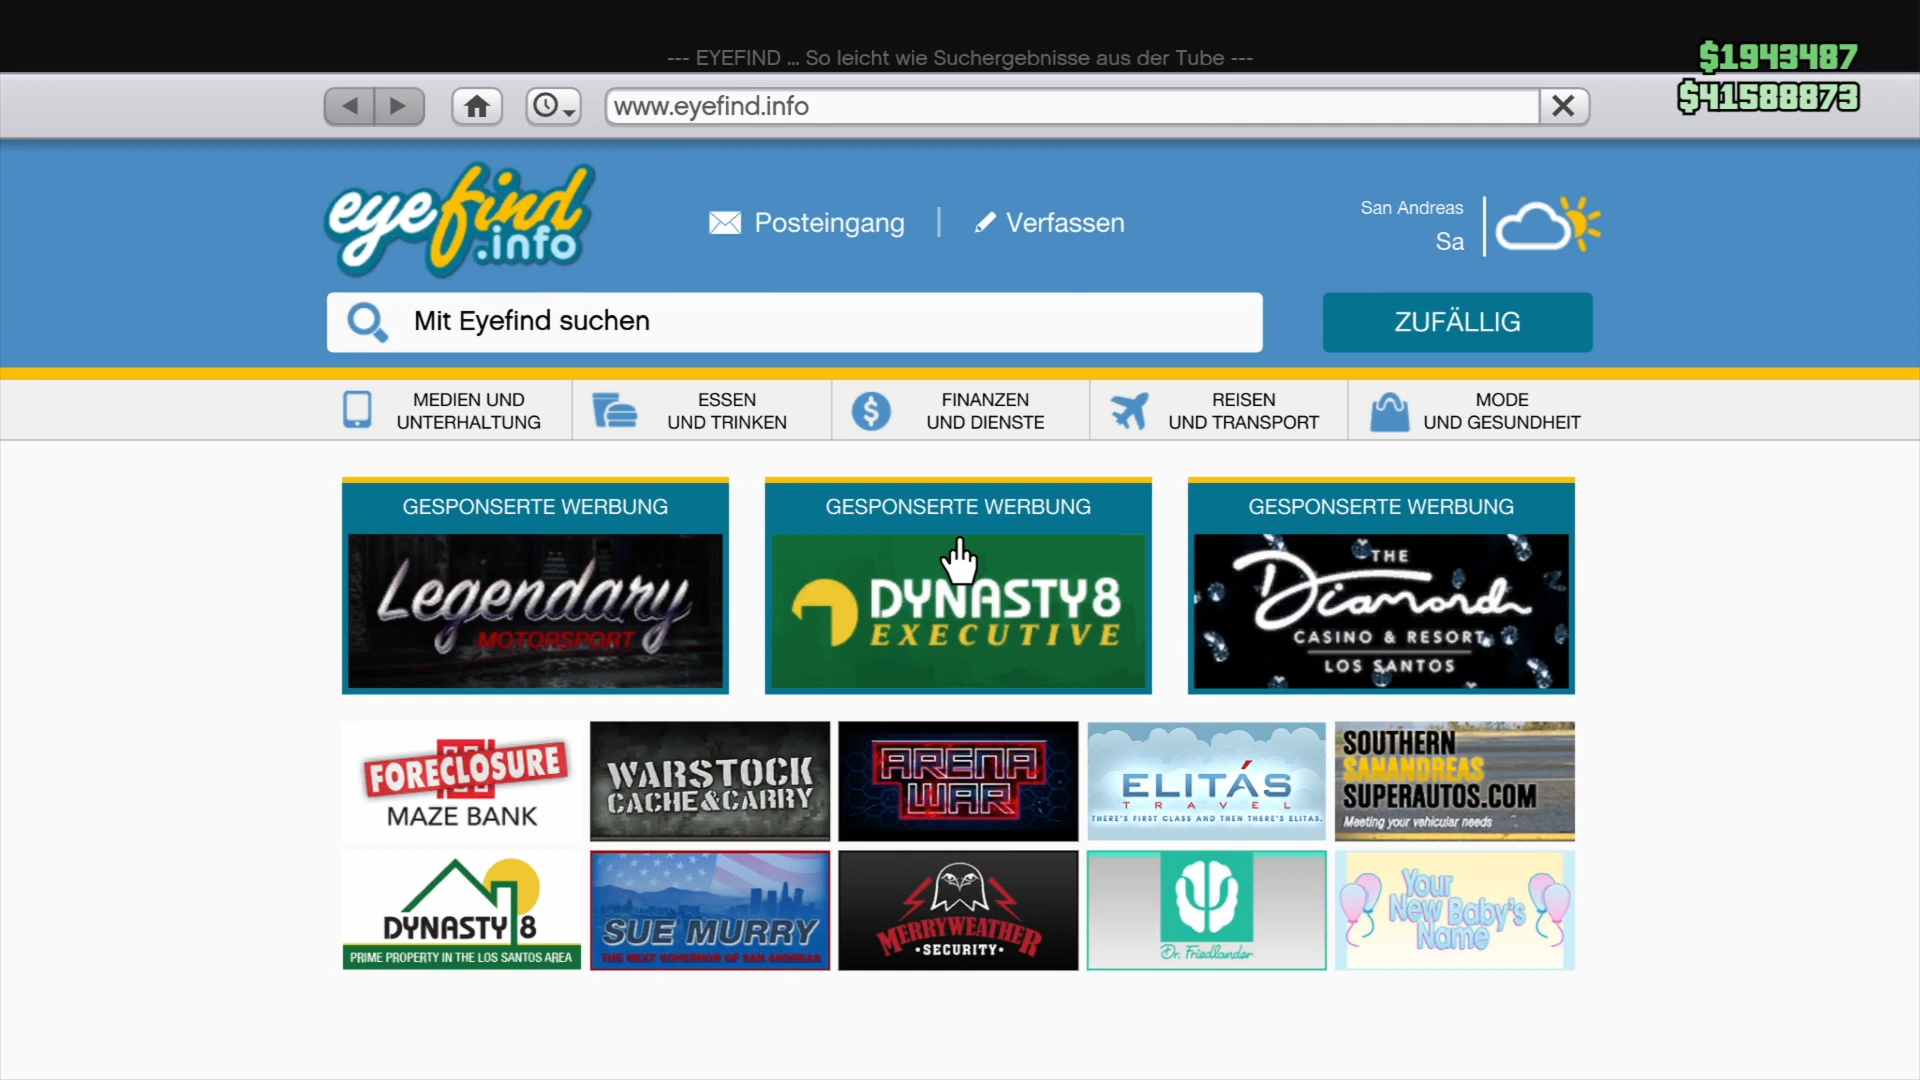 --- EYEFIND ... So leicht wie Suchergebnisse aus der Tube ---
$1943487
$41588873
www.eyefind.info
eyefind
.info
Posteingang
Verfassen
San Andreas
Sa
Mit Eyefind suchen
ZUFÄLLIG
MEDIEN UND
UNTERHALTUNG
ESSEN
UND TRINKEN
FINANZEN
UND DIENSTE
REISEN
UND TRANSPORT
MODE
UND GESUNDHEIT
GESPONSERTE WERBUNG
Legendary
MOTORSPORT
GESPONSERTE WERBUNG
DYNASTY 8
EXECUTIVE
GESPONSERTE WERBUNG
THE
Diamond
CASINO & RESORT
LOS SANTOS
FORECLOSURE
MAZE BANK
WARSTOCK
CACHE&CARRY
ARENA
WAR
ELITÁS
TRAVEL
THERE'S FIRST CLASS AND THEN THERE'S ELITAS.
SOUTHERN
SANANDREAS
SUPERAUTOS.COM
Meeting your vehicular needs
DYNASTY 8
PRIME PROPERTY IN THE LOS SANTOS AREA
SUE MURRY
THE NEXT GOVERNOR OF SAN ANDREAS
MERRYWEATHER
•SECURITY•
Dr. Friedlander
Your
New Baby's
Name